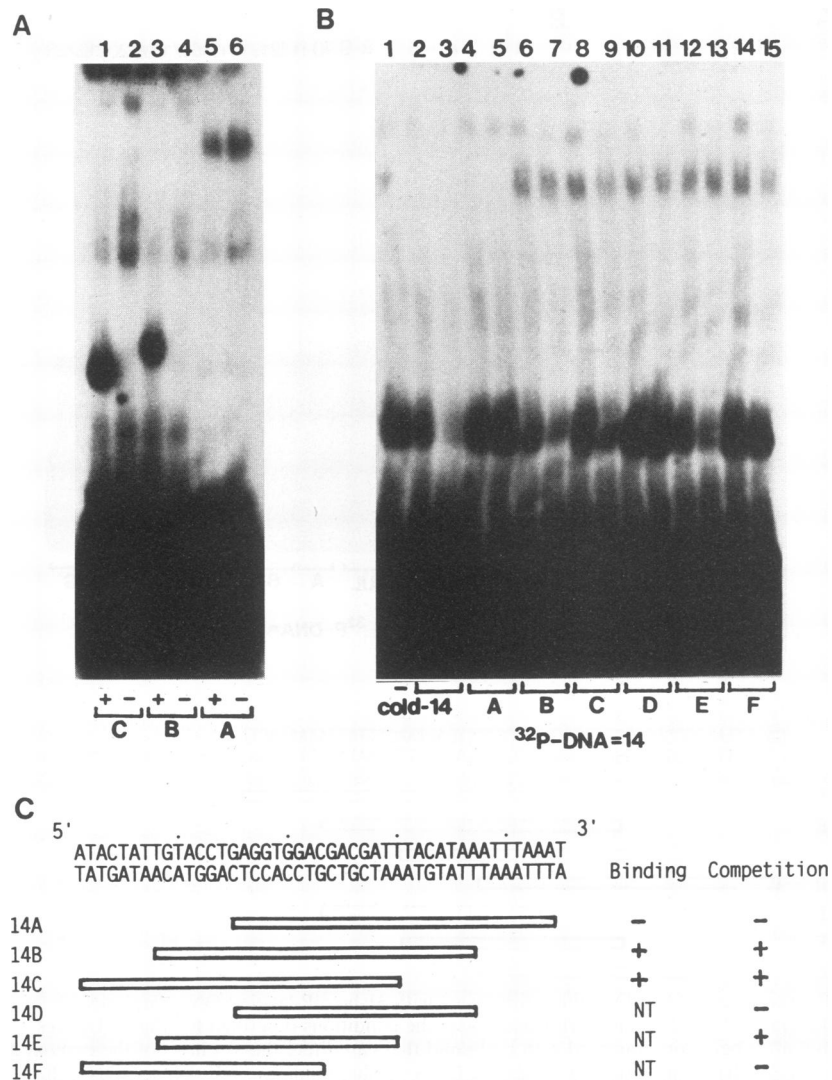 A
1 2 3 4 5 6
+ - + - + -
C B A
B
1 2 3 4 5 6 7 8 9 10 11 12 13 14 15
- cold-14 A B C D E F
32P-DNA=14
C
5' 3'
ATACTATTGTACCTGAGGTGGACGACGATTTACATAAATTTAAAT
TATGATAACATGGACTCCACCTGCTGCTAAATGTATTTAAATTTA
Binding Competition
14A - -
14B + +
14C + +
14D NT -
14E NT +
14F NT -